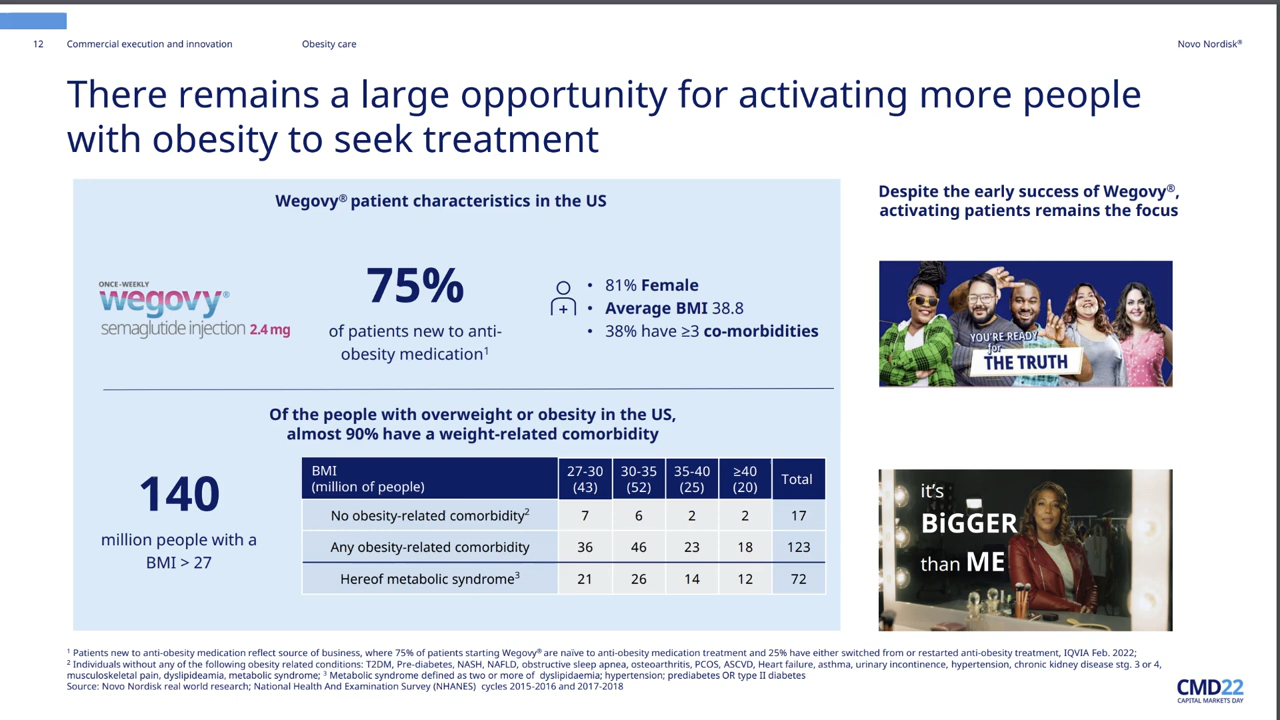 12 Commercial execution and innovation Obesity care Novo Nordisk®
There remains a large opportunity for activating more people
with obesity to seek treatment
Wegovy® patient characteristics in the US
ONCE-WEEKLY
wegovy®
semaglutide injection 2.4 mg
75%
of patients new to anti-
obesity medication¹
• 81% Female
• Average BMI 38.8
• 38% have ≥3 co-morbidities
Of the people with overweight or obesity in the US,
almost 90% have a weight-related comorbidity
140
million people with a
BMI > 27
BMI (million of people) 27-30 (43) 30-35 (52) 35-40 (25) ≥40 (20) Total
No obesity-related comorbidity² 7 6 2 2 17
Any obesity-related comorbidity 36 46 23 18 123
Hereof metabolic syndrome³ 21 26 14 12 72
Despite the early success of Wegovy®,
activating patients remains the focus
YOU'RE READY
for
THE TRUTH
it's
BiGGER
than ME
¹ Patients new to anti-obesity medication reflect source of business, where 75% of patients starting Wegovy® are naïve to anti-obesity medication treatment and 25% have either switched from or restarted anti-obesity treatment, IQVIA Feb. 2022;
² Individuals without any of the following obesity related conditions: T2DM, Pre-diabetes, NASH, NAFLD, obstructive sleep apnea, osteoarthritis, PCOS, ASCVD, Heart failure, asthma, urinary incontinence, hypertension, chronic kidney disease stg. 3 or 4,
musculoskeletal pain, dyslipideamia, metabolic syndrome; ³ Metabolic syndrome defined as two or more of dyslipidaemia; hypertension; prediabetes OR type II diabetes
Source: Novo Nordisk real world research; National Health And Examination Survey (NHANES) cycles 2015-2016 and 2017-2018
CMD22
CAPITAL MARKETS DAY